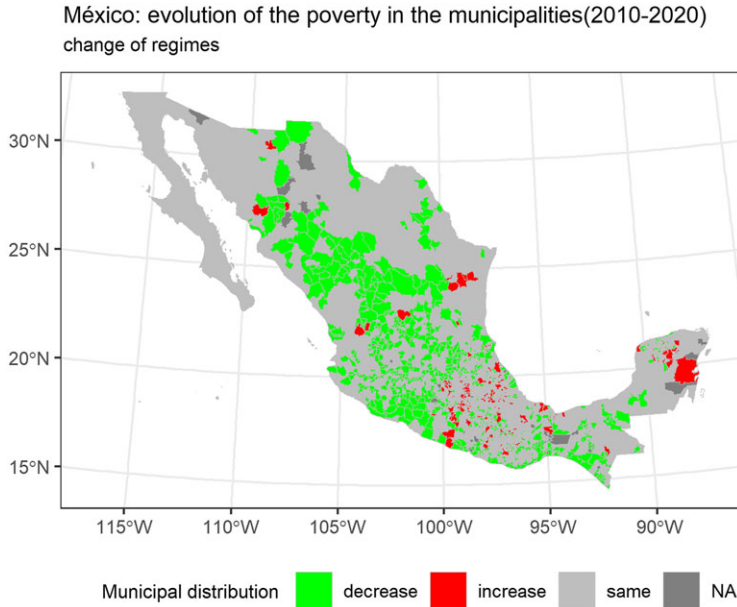 México: evolution of the poverty in the municipalities(2010-2020)
change of regimes
30°N
25°N
20°N
15°N
115°W 110°W 105°W 100°W 95°W 90°W
Municipal distribution decrease increase same NA